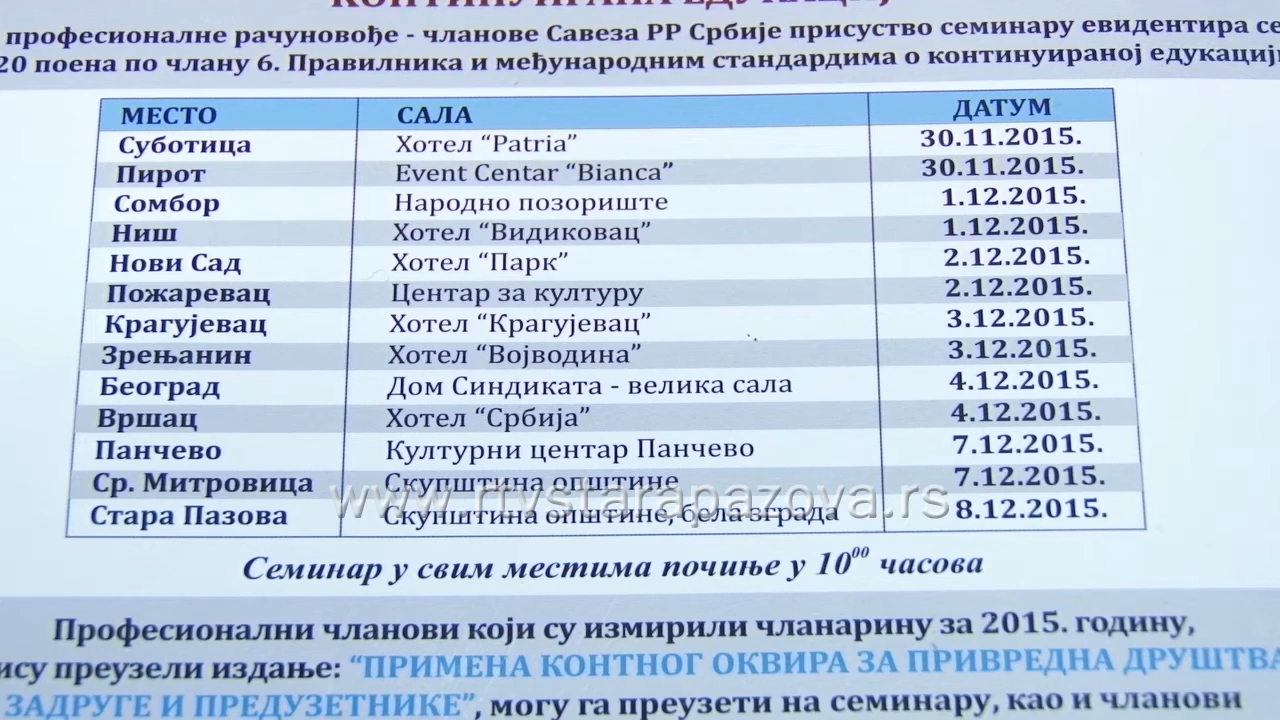 КОНТИНУИРАНА ЕДУКАЦИЈ
професионалне рачуновође - чланове Савеза РР Србије присуство семинару евидентира се
20 поена по члану 6. Правилника и међународним стандардима о континуираној едукацији
МЕСТО САЛА ДАТУМ
Суботица Хотел “Patria” 30.11.2015.
Пирот Event Centar “Bianca” 30.11.2015.
Сомбор Народно позориште 1.12.2015.
Ниш Хотел “Видиковац” 1.12.2015.
Нови Сад Хотел “Парк” 2.12.2015.
Пожаревац Центар за културу 2.12.2015.
Крагујевац Хотел “Крагујевац” 3.12.2015.
Зрењанин Хотел “Војводина” 3.12.2015.
Београд Дом Синдиката - велика сала 4.12.2015.
Вршац Хотел “Србија” 4.12.2015.
Панчево Културни центар Панчево 7.12.2015.
Ср. Митровица Скупштина општине 7.12.2015.
www.rtvstarapazova.rs
Стара Пазова Скупштина општине, бела зграда 8.12.2015.
Семинар у свим местима почиње у 10⁰⁰ часова
Професионални чланови који су измирили чланарину за 2015. годину,
ису преузели издање: “ПРИМЕНА КОНТНОГ ОКВИРА ЗА ПРИВРЕДНА ДРУШТВА
ЗАДРУГЕ И ПРЕДУЗЕТНИКЕ”, могу га преузети на семинару, као и чланови